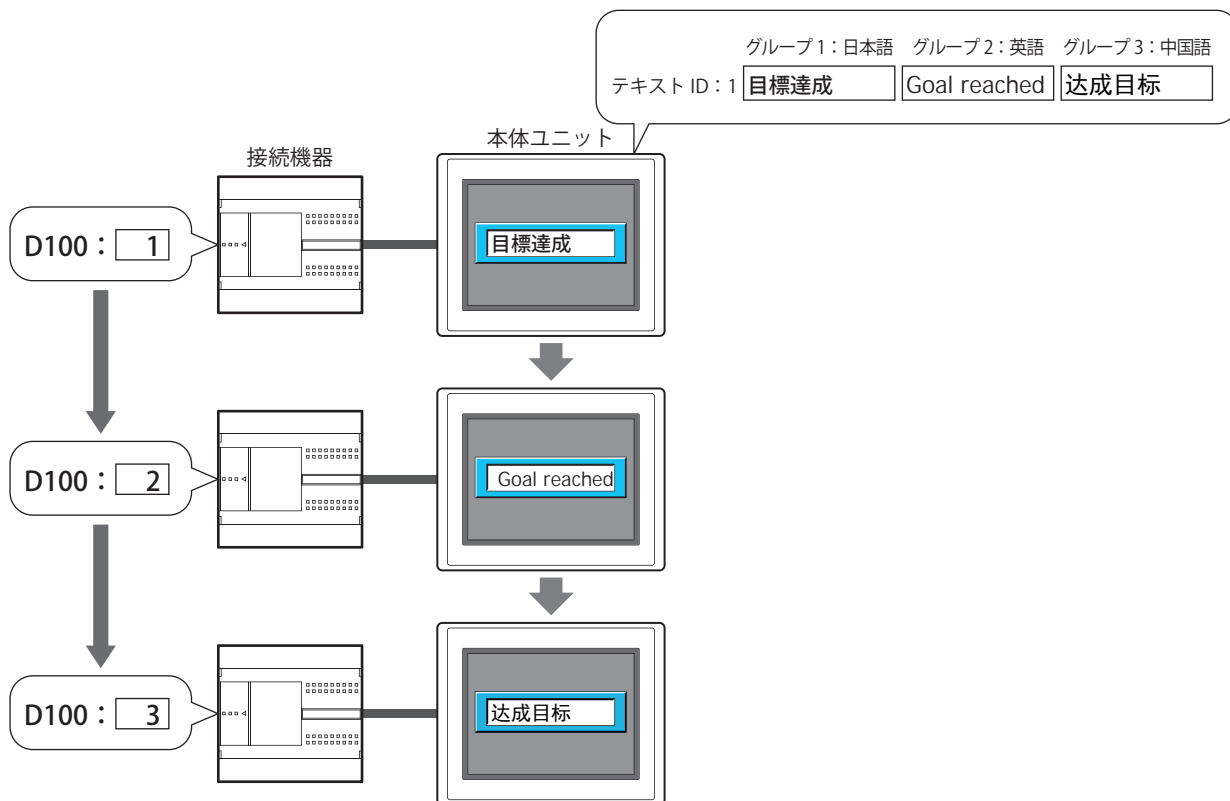 グループ 1：日本語 グループ 2：英語 グループ 3：中国語
テキスト ID：1 目標達成 Goal reached 达成目标
接続機器
本体ユニット
D100： 1
目標達成
D100： 2
Goal reached
D100： 3
达成目标